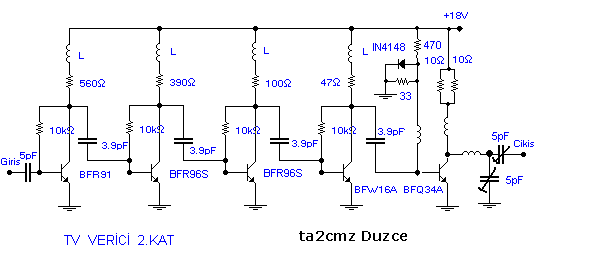 +18V
L
L
L
L
IN4148
470
10Ω
10Ω
560Ω
390Ω
100Ω
47Ω
33
10kΩ
10kΩ
10kΩ
10kΩ
3.9pF
3.9pF
3.9pF
3.9pF
5pF
Cikis
Giris
5pF
BFR91
BFR96S
BFR96S
BFW16A
BFQ34A
5pF
TV VERİCİ 2.KAT
ta2cmz Duzce